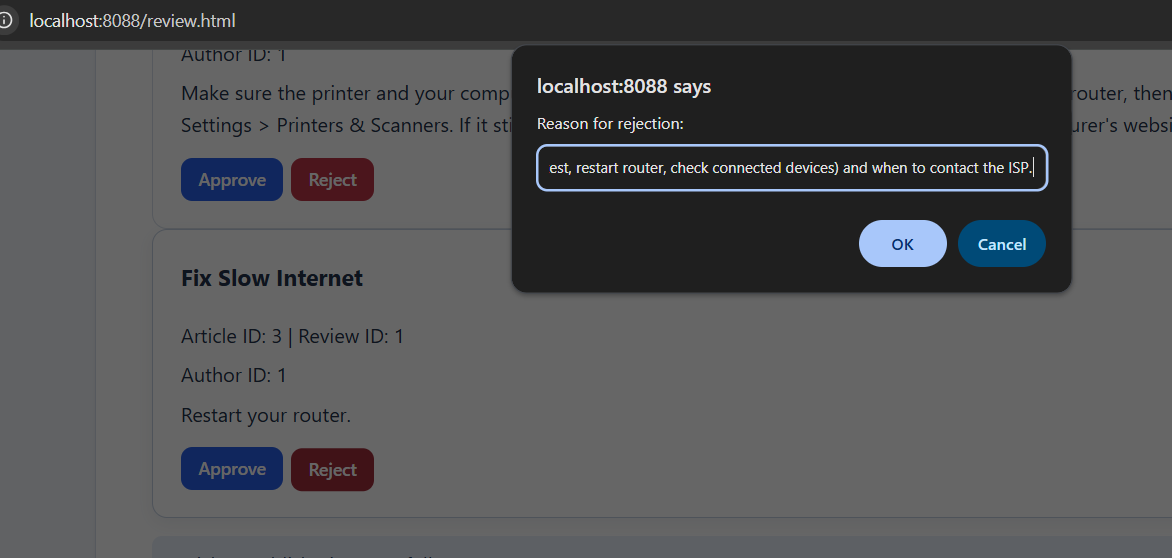 localhost:8088/review.html
Author ID: 1
localhost:8088 says
Reason for rejection:
est, restart router, check connected devices) and when to contact the ISP.
OK Cancel
Make sure the printer and your comp router, then
Settings > Printers & Scanners. If it sti urer's websi
Approve Reject
Fix Slow Internet
Article ID: 3 | Review ID: 1
Author ID: 1
Restart your router.
Approve Reject